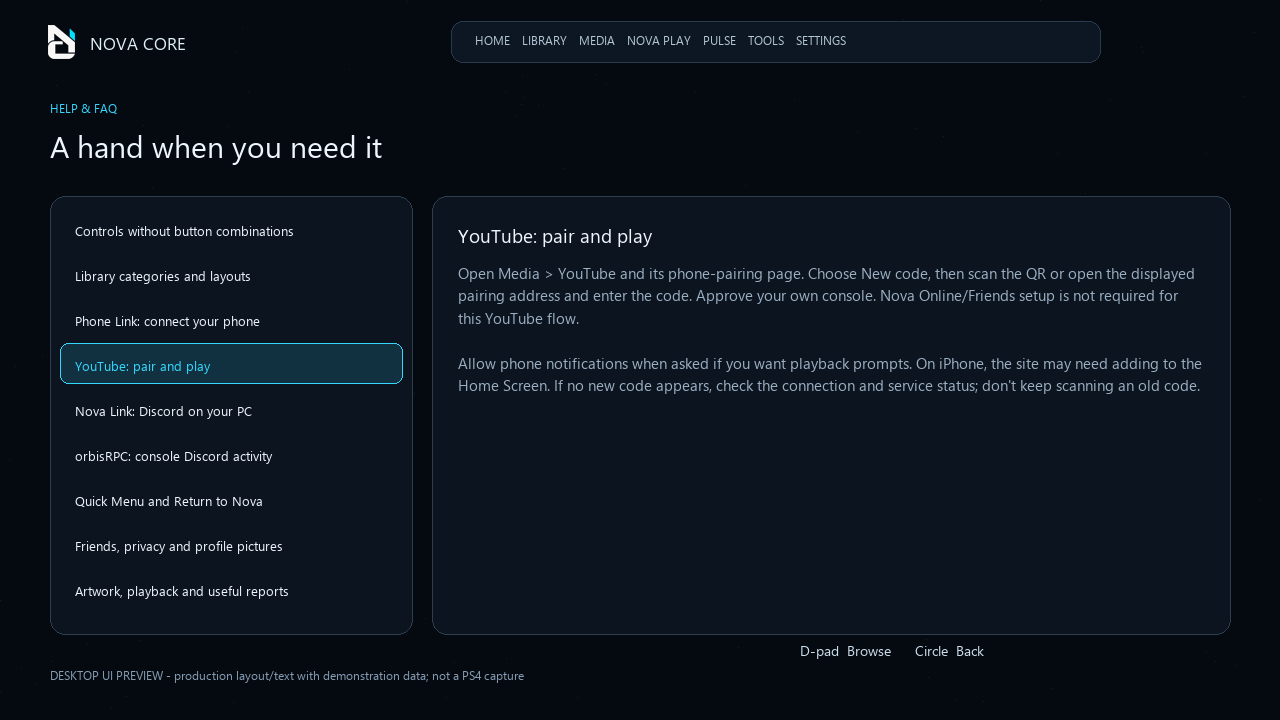 NOVA CORE
HOME LIBRARY MEDIA NOVA PLAY PULSE TOOLS SETTINGS
HELP & FAQ
A hand when you need it
Controls without button combinations
Library categories and layouts
Phone Link: connect your phone
YouTube: pair and play
Nova Link: Discord on your PC
orbisRPC: console Discord activity
Quick Menu and Return to Nova
Friends, privacy and profile pictures
Artwork, playback and useful reports
YouTube: pair and play
Open Media > YouTube and its phone-pairing page. Choose New code, then scan the QR or open the displayed
pairing address and enter the code. Approve your own console. Nova Online/Friends setup is not required for
this YouTube flow.
Allow phone notifications when asked if you want playback prompts. On iPhone, the site may need adding to the
Home Screen. If no new code appears, check the connection and service status; don't keep scanning an old code.
D-pad Browse Circle Back
DESKTOP UI PREVIEW - production layout/text with demonstration data; not a PS4 capture